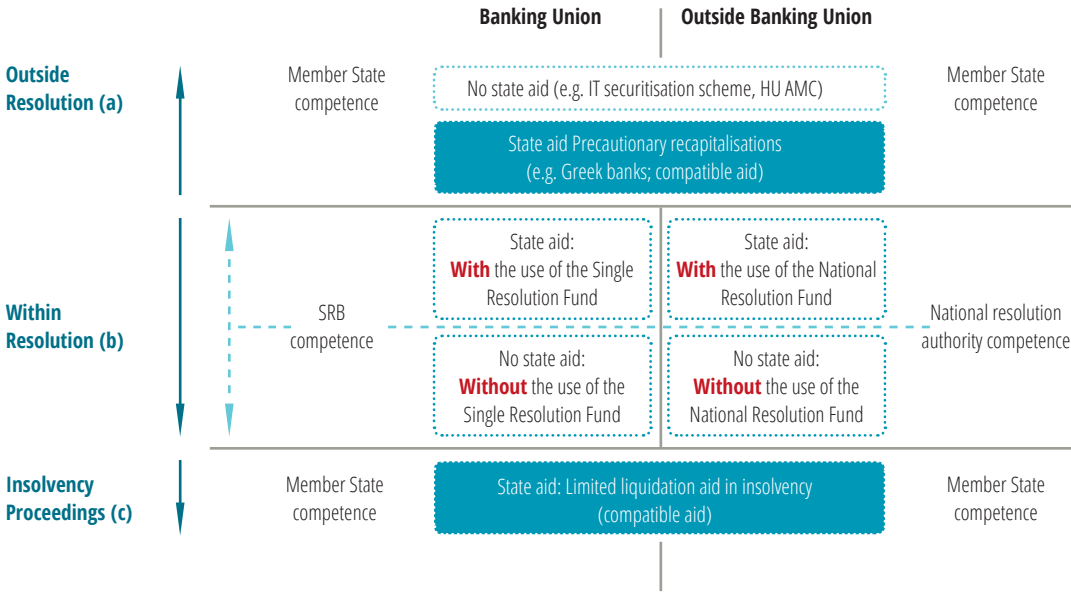 Banking Union
Outside Banking Union
Outside
Resolution (a)
Member State
competence
No state aid (e.g. IT securitisation scheme, HU AMC)
State aid Precautionary recapitalisations
(e.g. Greek banks; compatible aid)
Member State
competence
Within
Resolution (b)
SRB
competence
State aid:
With the use of the Single
Resolution Fund
State aid:
With the use of the National
Resolution Fund
No state aid:
Without the use of the
Single Resolution Fund
No state aid:
Without the use of the
National Resolution Fund
National resolution
authority competence
Insolvency
Proceedings (c)
Member State
competence
State aid: Limited liquidation aid in insolvency
(compatible aid)
Member State
competence